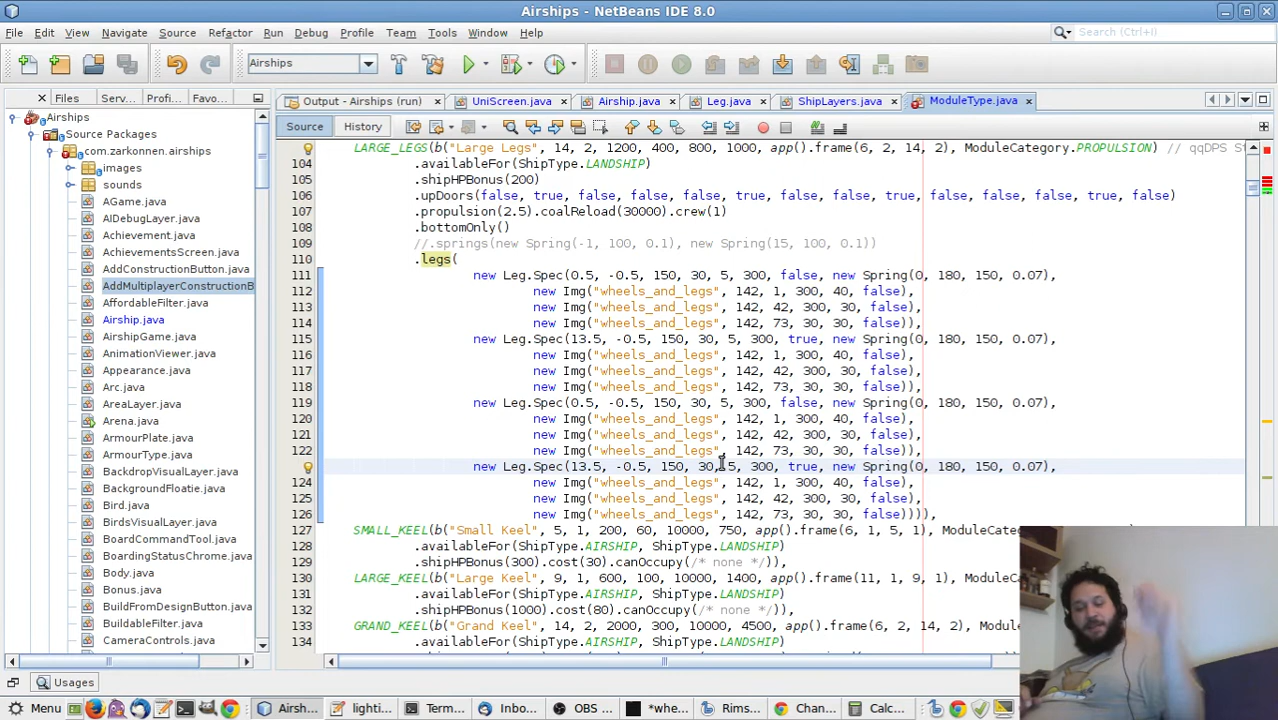 Airships - NetBeans IDE 8.0
File Edit View Navigate Source Refactor Run Debug Profile Team Tools Window Help
Search (Ctrl+I)
Airships
Files Serv... Profi... Favo...
Output - Airships (run) UniScreen.java Airship.java Leg.java ShipLayers.java ModuleType.java
Source History
Airships
Source Packages
com.zarkonnen.airships
images
sounds
AGame.java
AIDebugLayer.java
Achievement.java
AchievementsScreen.java
AddConstructionButton.java
AddMultiplayerConstructionB
AffordableFilter.java
Airship.java
AirshipGame.java
AnimationViewer.java
Appearance.java
Arc.java
AreaLayer.java
Arena.java
ArmourPlate.java
ArmourType.java
BackdropVisualLayer.java
BackgroundFloatie.java
Bird.java
BirdsVisualLayer.java
BoardCommandTool.java
BoardingStatusChrome.java
Body.java
Bonus.java
BuildFromDesignButton.java
BuildableFilter.java
CameraControls.java
LARGE_LEGS(b("Large Legs", 14, 2, 1200, 400, 800, 1000, app().frame(6, 2, 14, 2), ModuleCategory.PROPULSION) // qqDPS S
104 .availableFor(ShipType.LANDSHIP)
105 .shipHPBonus(200)
106 .upDoors(false, true, false, false, false, true, false, false, true, false, false, false, true, false)
107 .propulsion(2.5).coalReload(30000).crew(1)
108 .bottomOnly()
109 //.springs(new Spring(-1, 100, 0.1), new Spring(15, 100, 0.1))
110 .legs(
111 new Leg.Spec(0.5, -0.5, 150, 30, 5, 300, false, new Spring(0, 180, 150, 0.07),
112 new Img("wheels_and_legs", 142, 1, 300, 40, false),
113 new Img("wheels_and_legs", 142, 42, 300, 30, false),
114 new Img("wheels_and_legs", 142, 73, 30, 30, false)),
115 new Leg.Spec(13.5, -0.5, 150, 30, 5, 300, true, new Spring(0, 180, 150, 0.07),
116 new Img("wheels_and_legs", 142, 1, 300, 40, false),
117 new Img("wheels_and_legs", 142, 42, 300, 30, false),
118 new Img("wheels_and_legs", 142, 73, 30, 30, false)),
119 new Leg.Spec(0.5, -0.5, 150, 30, 5, 300, false, new Spring(0, 180, 150, 0.07),
120 new Img("wheels_and_legs", 142, 1, 300, 40, false),
121 new Img("wheels_and_legs", 142, 42, 300, 30, false),
122 new Img("wheels_and_legs", 142, 73, 30, 30, false)),
new Leg.Spec(13.5, -0.5, 150, 30, 5, 300, true, new Spring(0, 180, 150, 0.07),
124 new Img("wheels_and_legs", 142, 1, 300, 40, false),
125 new Img("wheels_and_legs", 142, 42, 300, 30, false),
126 new Img("wheels_and_legs", 142, 73, 30, 30, false)))),
127 SMALL_KEEL(b("Small Keel", 5, 1, 200, 60, 10000, 750, app().frame(6, 1, 5, 1), ModuleCateg
128 .availableFor(ShipType.AIRSHIP, ShipType.LANDSHIP)
129 .shipHPBonus(300).cost(30).canOccupy(/* none */)),
130 LARGE_KEEL(b("Large Keel", 9, 1, 600, 100, 10000, 1400, app().frame(11, 1, 9, 1), ModuleCa
131 .availableFor(ShipType.AIRSHIP, ShipType.LANDSHIP)
132 .shipHPBonus(1000).cost(80).canOccupy(/* none */)),
133 GRAND_KEEL(b("Grand Keel", 14, 2, 2000, 300, 10000, 4500, app().frame(6, 2, 14, 2), Modul
134 .availableFor(ShipType.AIRSHIP, ShipType.LANDSHIP)
Usages
Menu Airsh... lighti... Term... Inbo... OBS ... *whe... Rims... Chan... Calc...